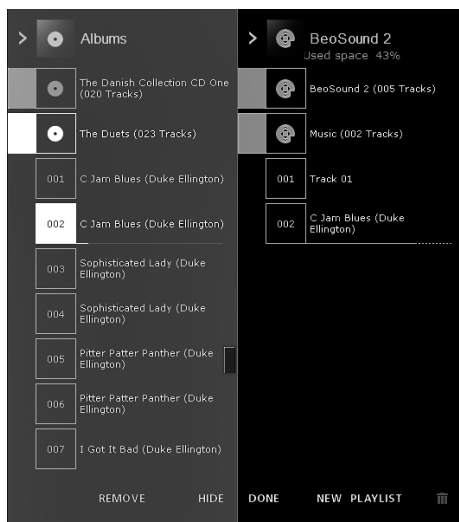 Albums
The Danish Collection CD One
(020 Tracks)
The Duets (023 Tracks)
001 C Jam Blues (Duke Ellington)
002 C Jam Blues (Duke Ellington)
003 Sophisticated Lady (Duke
Ellington)
004 Sophisticated Lady (Duke
Ellington)
005 Pitter Patter Panther (Duke
Ellington)
006 Pitter Patter Panther (Duke
Ellington)
007 I Got It Bad (Duke Ellington)
REMOVE HIDE
BeoSound 2
Used space 43%
BeoSound 2 (005 Tracks)
Music (002 Tracks)
001 Track 01
002 C Jam Blues (Duke
Ellington)
DONE NEW PLAYLIST